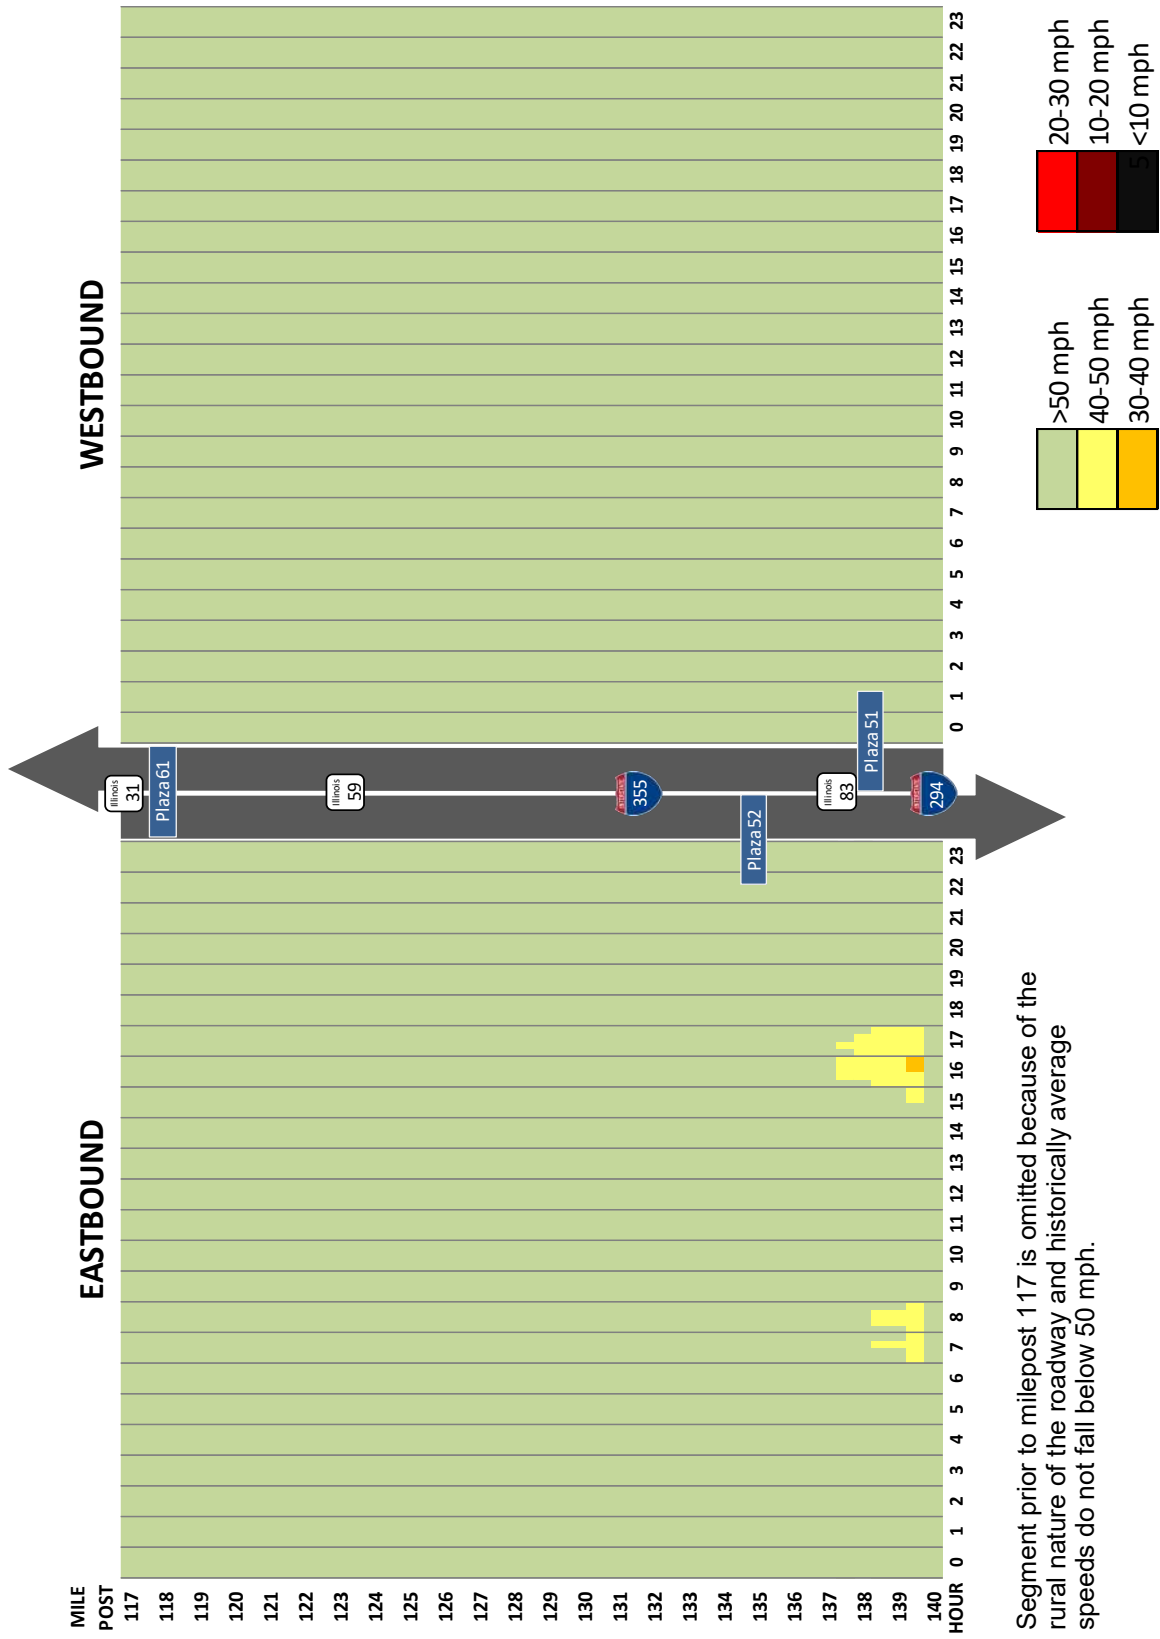 EASTBOUND
WESTBOUND
MILE
POST
117
118
119
120
121
122
123
124
125
126
127
128
129
130
131
132
133
134
135
136
137
138
139
140
Illinois
31
Plaza 61
Illinois
59
INTERSTATE
355
Plaza 52
Illinois
83
Plaza 51
INTERSTATE
294
HOUR 0 1 2 3 4 5 6 7 8 9 10 11 12 13 14 15 16 17 18 19 20 21 22 23
0 1 2 3 4 5 6 7 8 9 10 11 12 13 14 15 16 17 18 19 20 21 22 23
Segment prior to milepost 117 is omitted because of the
rural nature of the roadway and historically average
speeds do not fall below 50 mph.
>50 mph
40-50 mph
30-40 mph
20-30 mph
10-20 mph
<10 mph
5